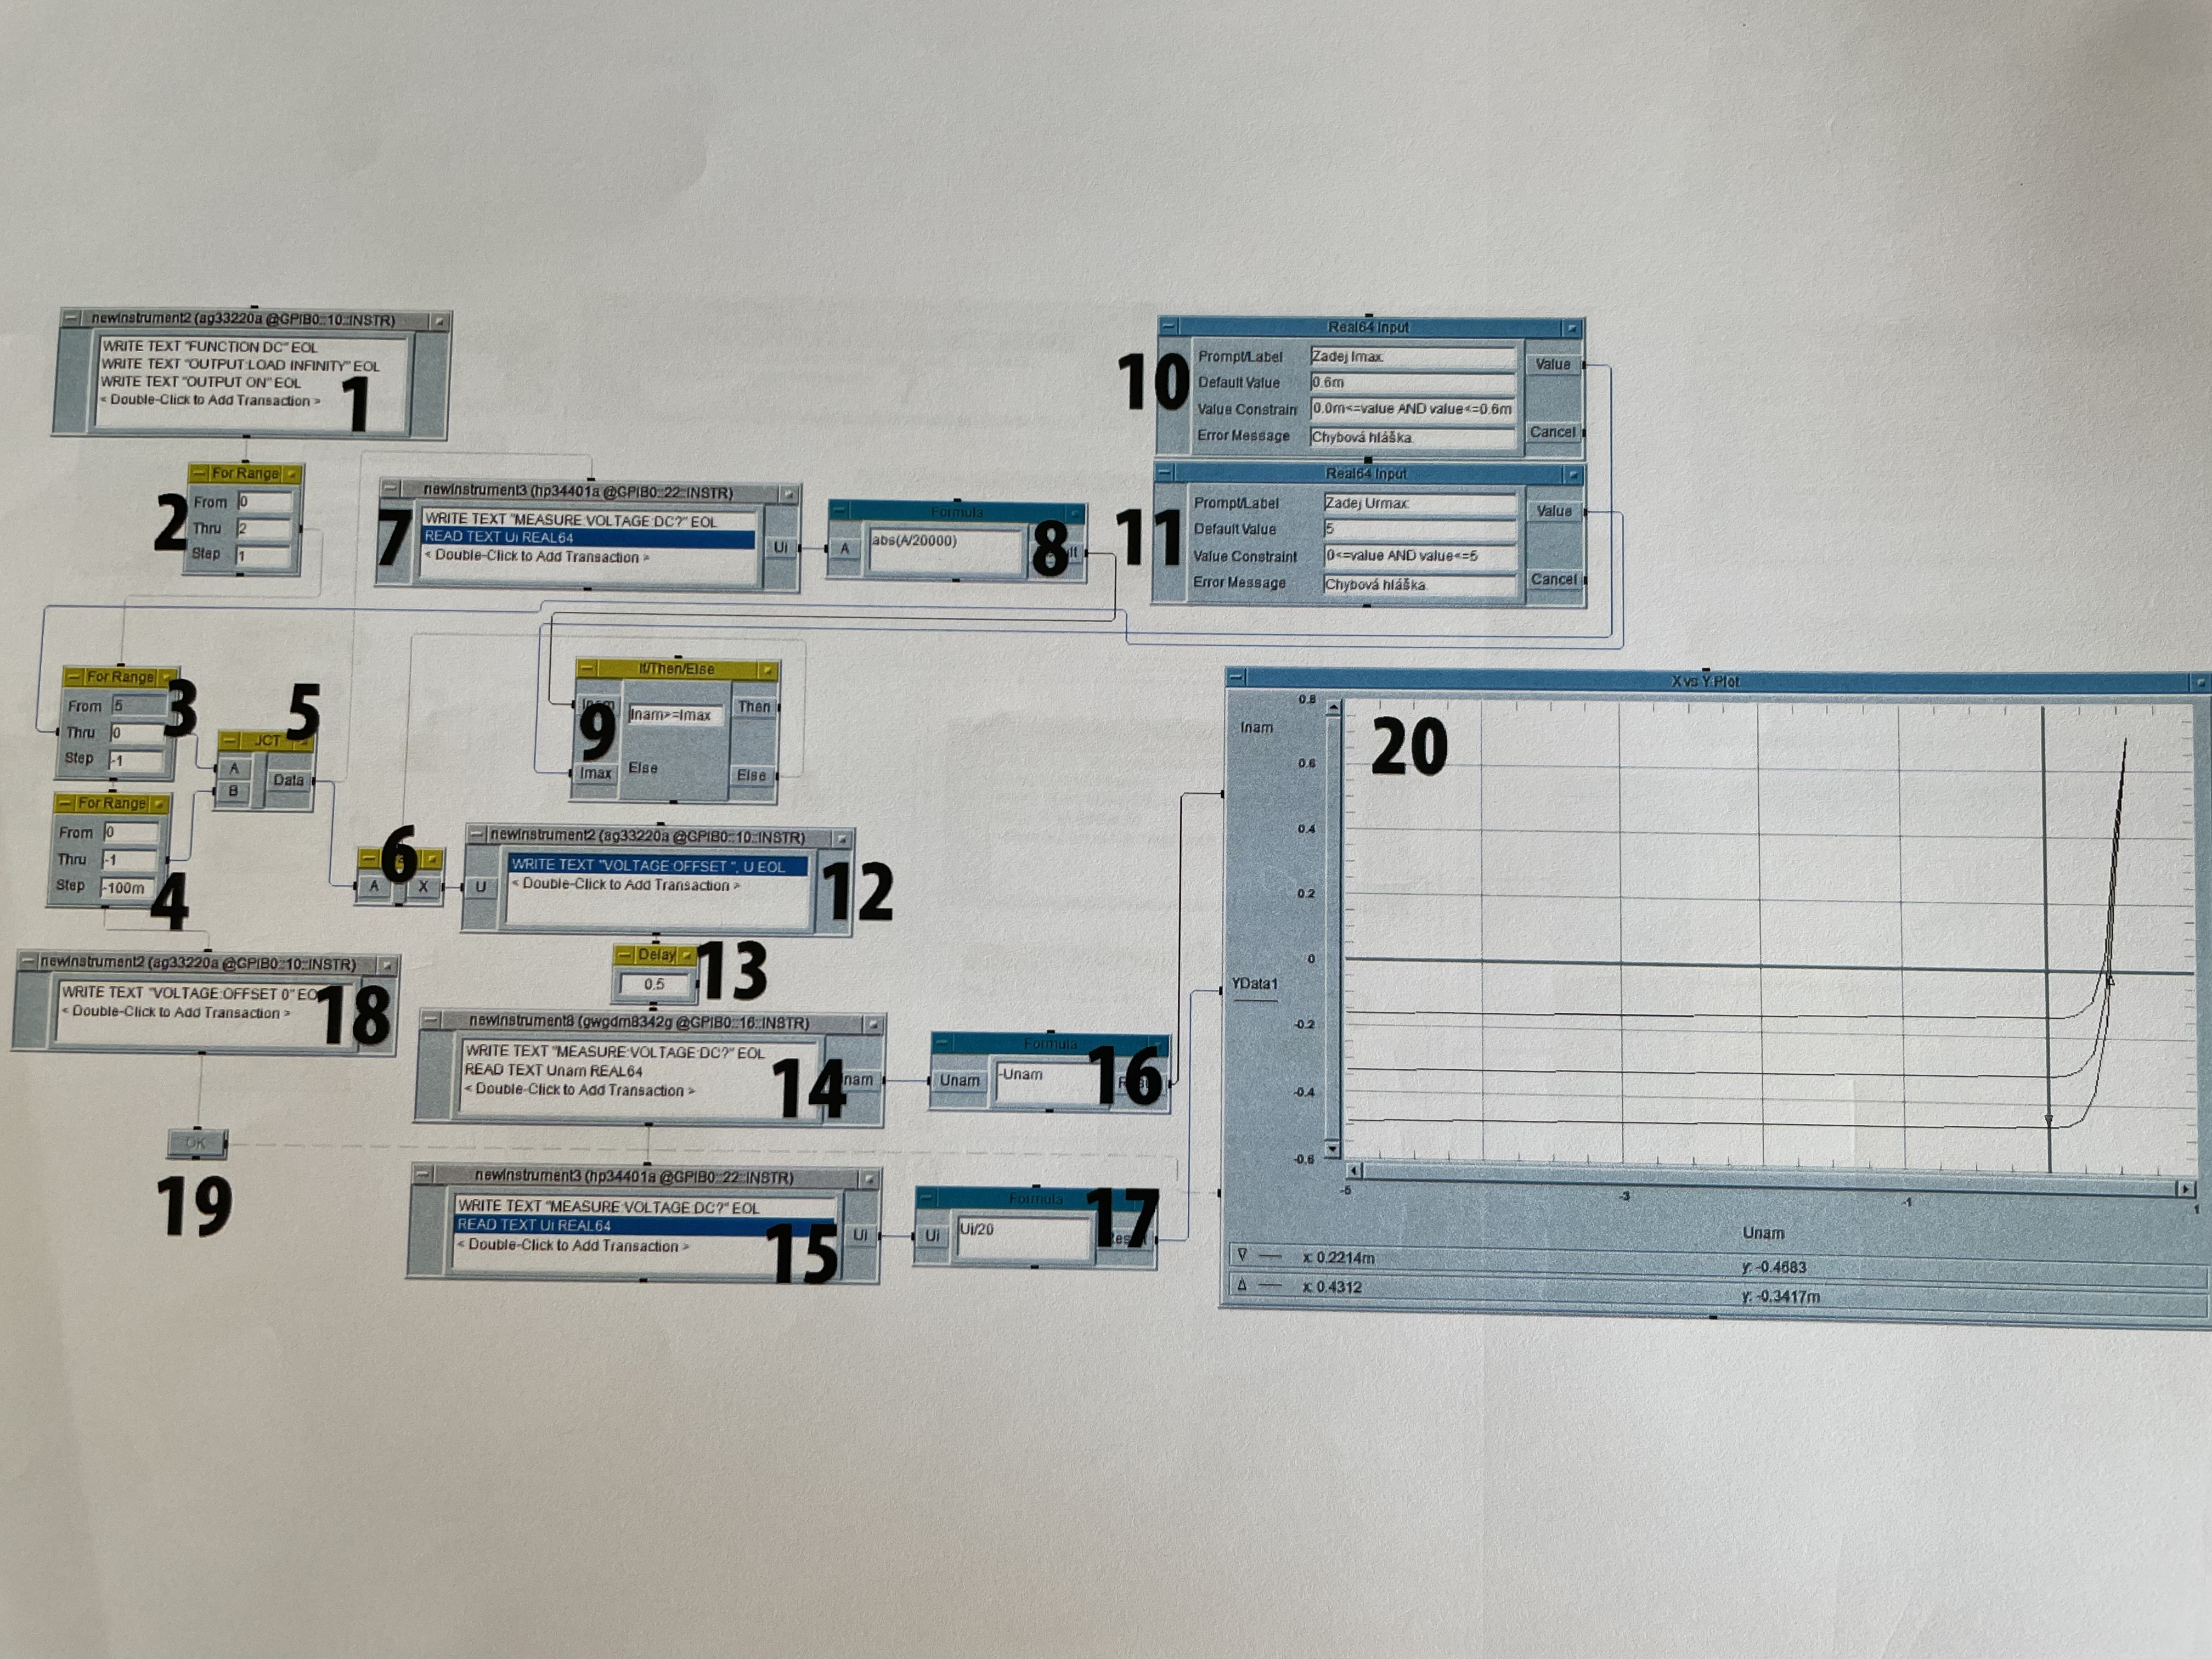 newInstrument2 (ag33220a @GPIB0::10::INSTR)
WRITE TEXT "FUNCTION DC" EOL
WRITE TEXT "OUTPUT:LOAD INFINITY" EOL
WRITE TEXT "OUTPUT ON" EOL
< Double-Click to Add Transaction >
1
For Range
2
From 0
Thru 2
Step 1
newInstrument3 (hp34401a @GPIB0::22::INSTR)
7
WRITE TEXT "MEASURE:VOLTAGE:DC?" EOL
READ TEXT Ui REAL64
< Double-Click to Add Transaction >
Ui
Formula
A
abs(A/20000)
8
10
Real64 Input
Prompt/Label Zadej Imax:
Default Value 0.6m
Value Constrain 0.0m<=value AND value<=0.6m
Error Message Chybová hláška.
Value
Cancel
11
Real64 Input
Prompt/Label Zadej Urmax:
Default Value 5
Value Constraint 0<=value AND value<=5
Error Message Chybová hláška.
Value
Cancel
For Range
3
From 5
Thru 0
Step -1
5
JCT
A
B
Data
For Range
From 0
Thru -1
Step -100m
4
6
A
X
If/Then/Else
9
Inam>=Imax
Then
Imax
Else
Else
newInstrument2 (ag33220a @GPIB0::10::INSTR)
U
WRITE TEXT "VOLTAGE:OFFSET ", U EOL
< Double-Click to Add Transaction >
12
Delay
0.5
13
newInstrument2 (ag33220a @GPIB0::10::INSTR)
WRITE TEXT "VOLTAGE:OFFSET 0" EO
< Double-Click to Add Transaction >
18
OK
19
newInstrument8 (gwgdm8342g @GPIB0::16::INSTR)
WRITE TEXT "MEASURE:VOLTAGE:DC?" EOL
READ TEXT Unam REAL64
< Double-Click to Add Transaction >
14
Formula
Unam
-Unam
16
newInstrument3 (hp34401a @GPIB0::22::INSTR)
WRITE TEXT "MEASURE:VOLTAGE:DC?" EOL
READ TEXT Ui REAL64
< Double-Click to Add Transaction >
15
Ui
Formula
Ui
Ui/20
17
X vs Y Plot
20
Inam
YData1
0.8
0.6
0.4
0.2
0
-0.2
-0.4
-0.6
-5
-3
-1
1
Unam
x: 0.2214m
y: -0.4683
x: 0.4312
y: -0.3417m